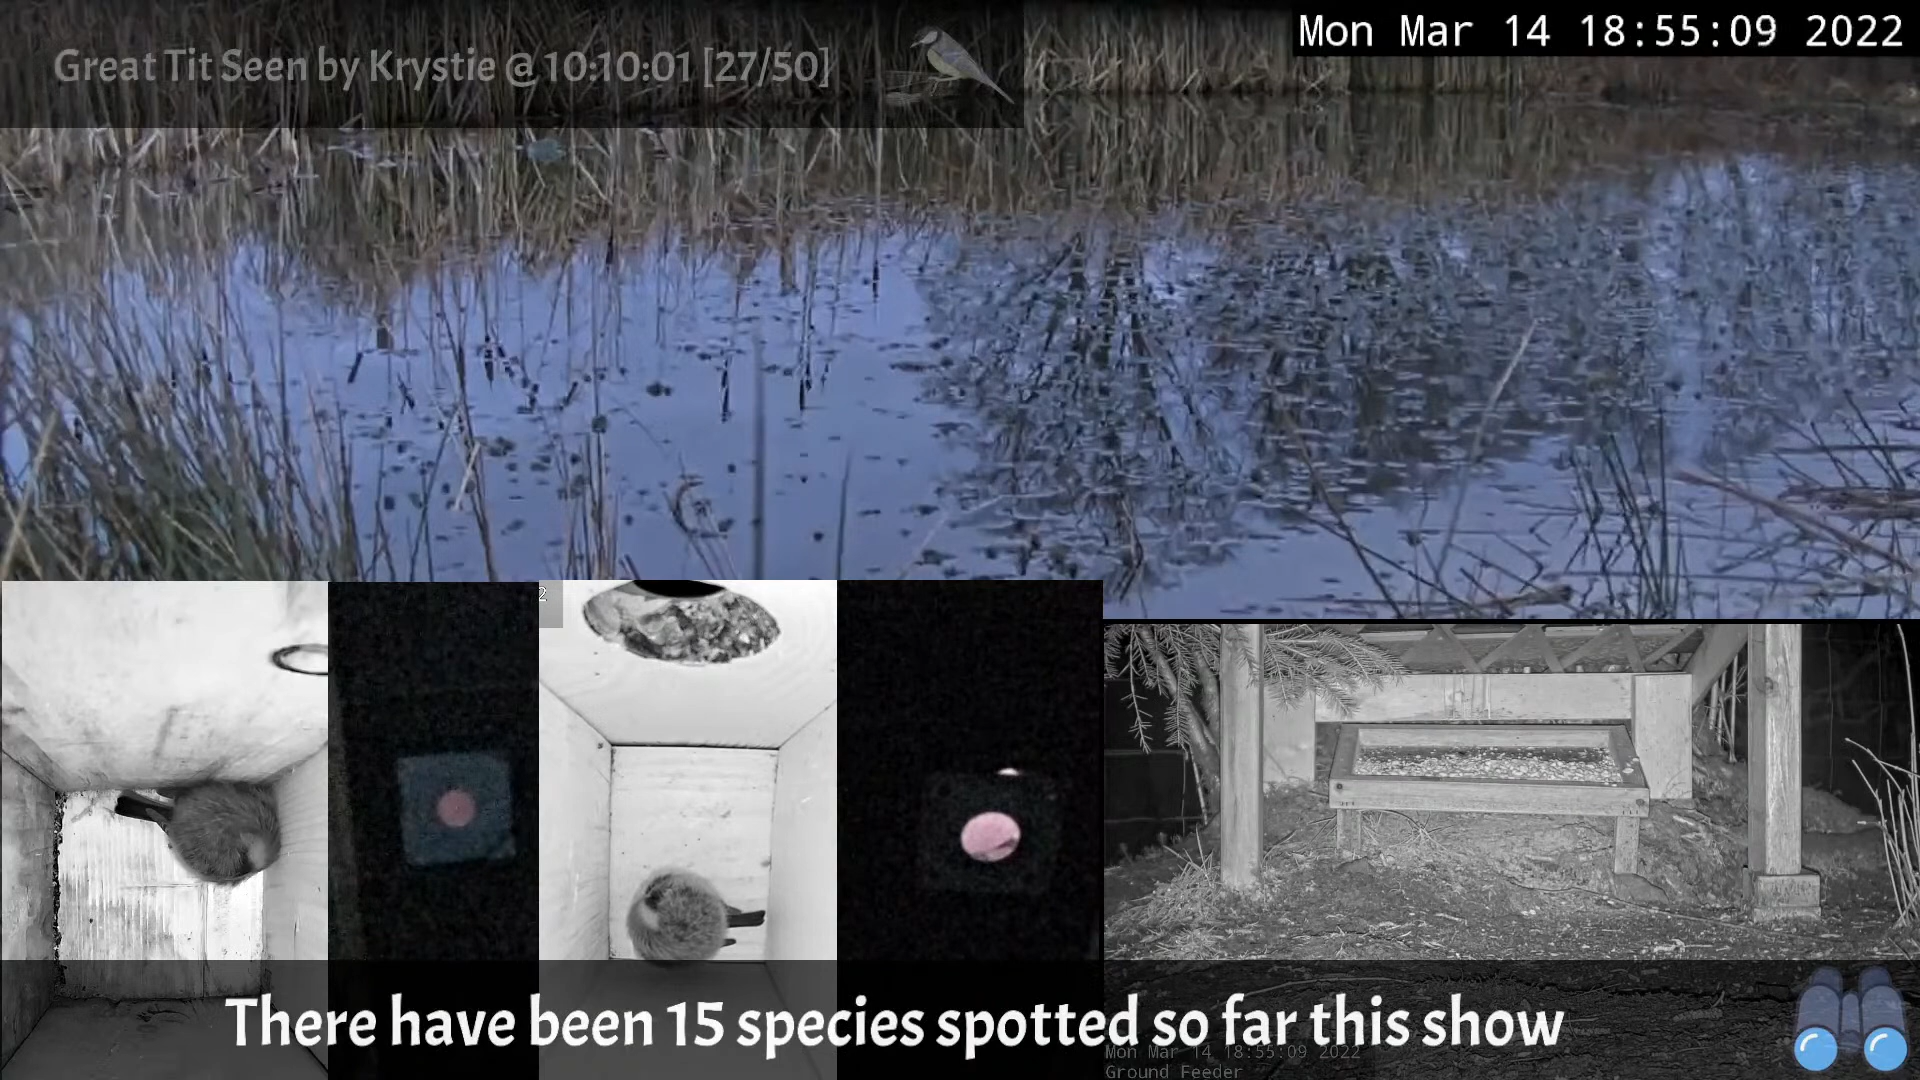 Great Tit Seen by Krystie @ 10:10:01 [27/50]
Mon Mar 14 18:55:09 2022
2
There have been 15 species spotted so far this show
Mon Mar 14 18:55:09 2022
Ground Feeder